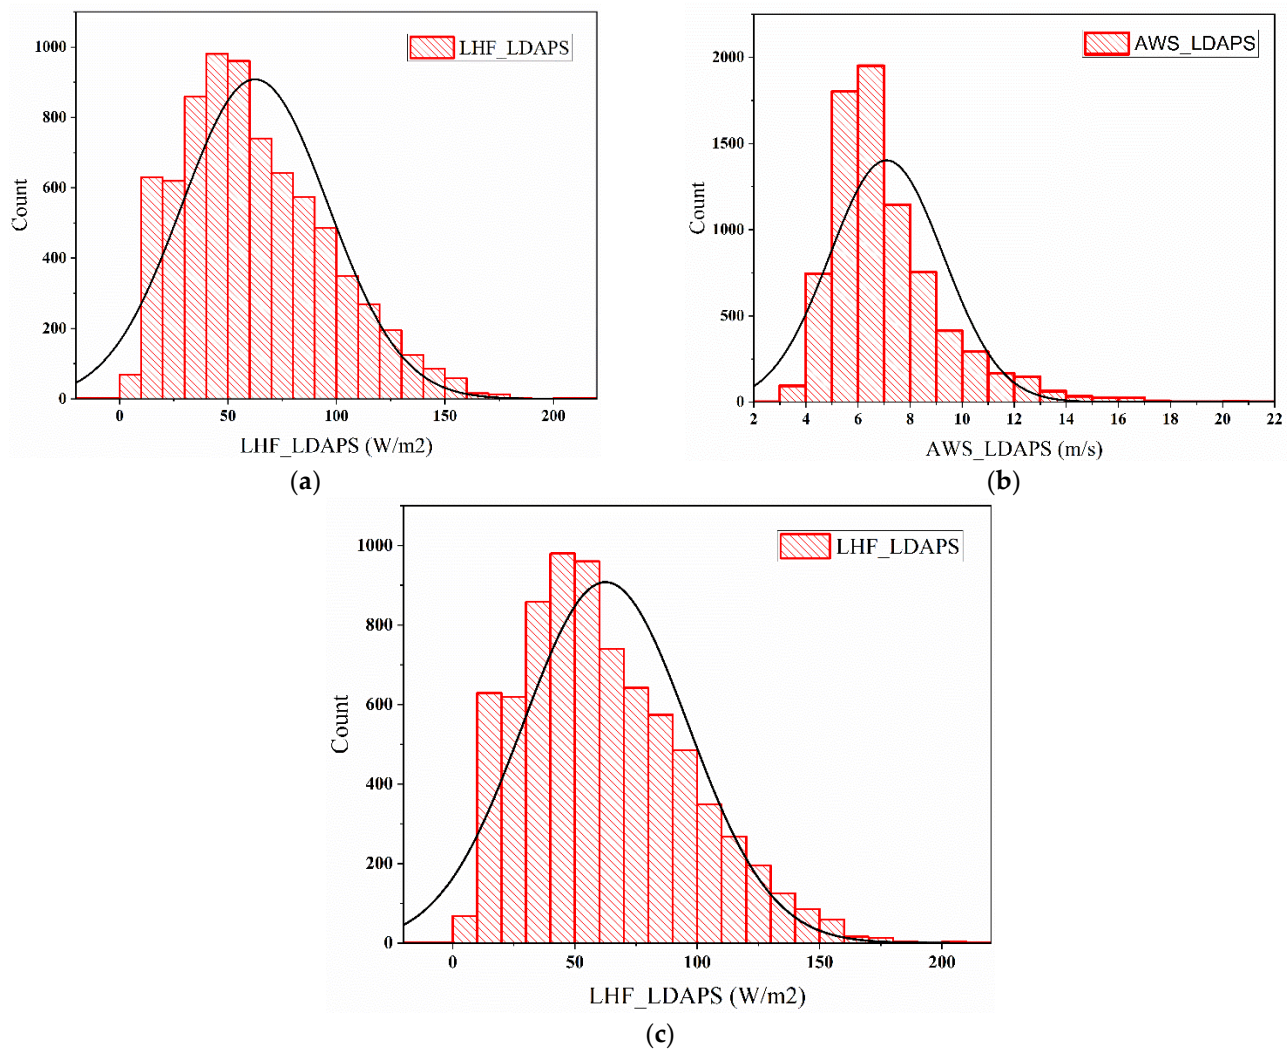 LHF_LDAPS
1000
800
600
400
200
0
Count
0 50 100 150 200
LHF_LDAPS (W/m2)
(a)
AWS_LDAPS
2000
1500
1000
500
0
Count
2 4 6 8 10 12 14 16 18 20 22
AWS_LDAPS (m/s)
(b)
LHF_LDAPS
1000
800
600
400
200
0
Count
0 50 100 150 200
LHF_LDAPS (W/m2)
(c)